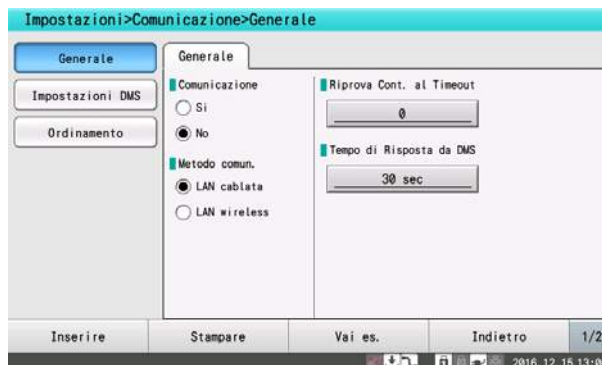 Impostazioni>Comunicazione>Generale
Generale
Impostazioni DMS
Ordinamento
Generale
Comunicazione
Si
No
Metodo comun.
LAN cablata
LAN wireless
Riprova Cont. al Timeout
0
Tempo di Risposta da DMS
30 sec
Inserire
Stampare
Vai es.
Indietro
1/2
2016 12 15